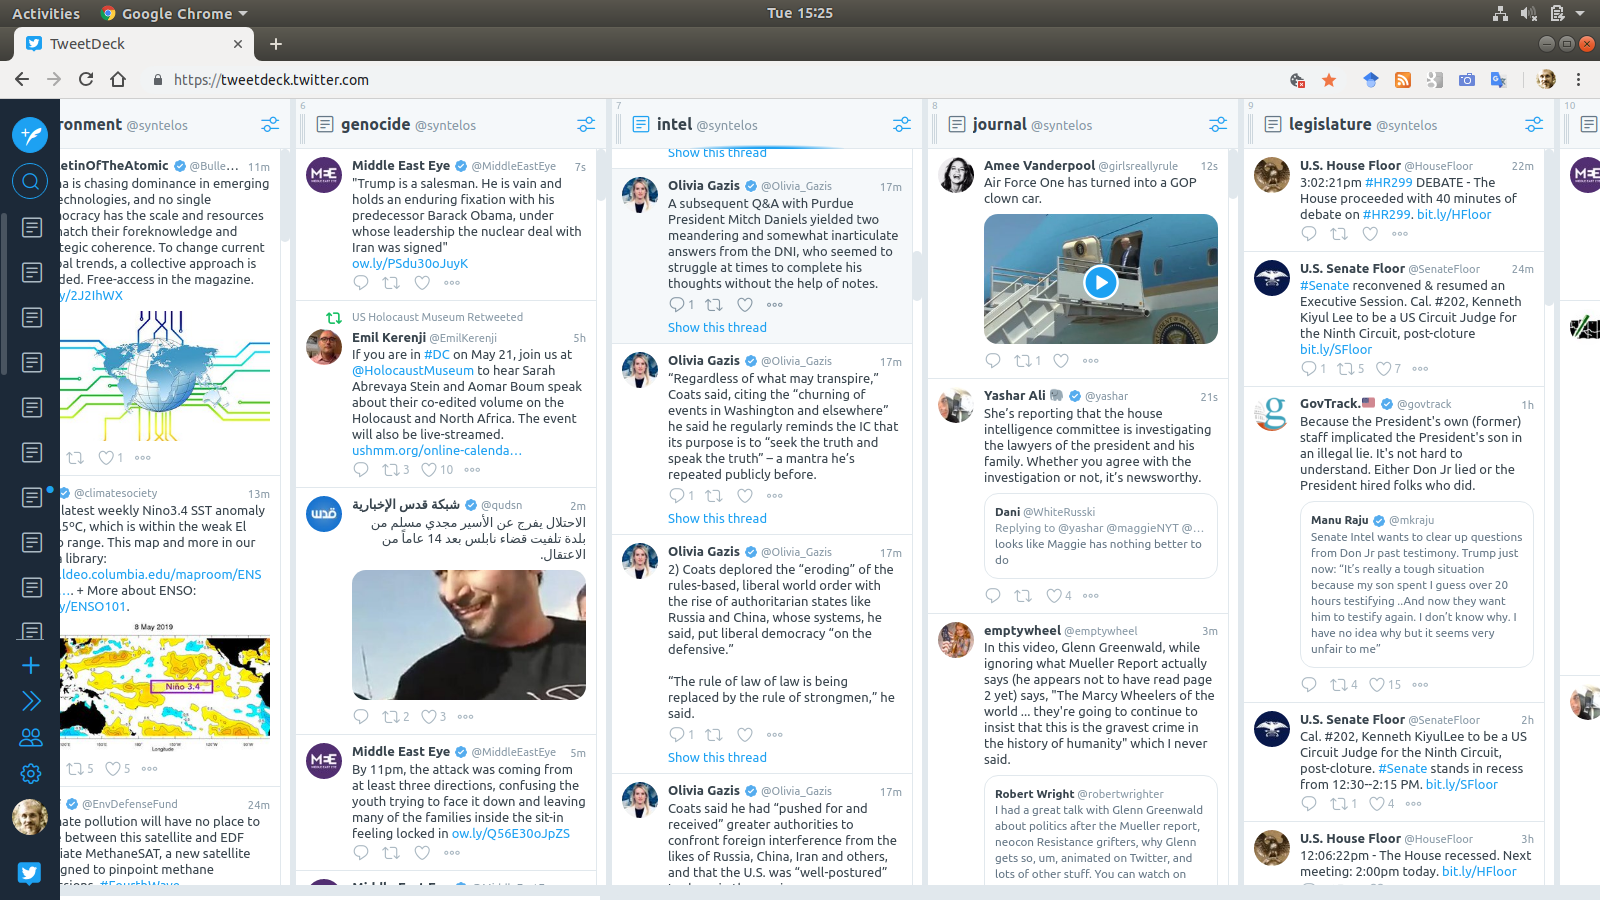 Activities
Google Chrome
Tue 15:25
TweetDeck
https://tweetdeck.twitter.com
ronment @syntelos
etinOfTheAtomic @Bulle... 11m
na is chasing dominance in emerging
echnologies, and no single
nocracy has the scale and resources
match their foreknowledge and
tegic coherence. To change current
al trends, a collective approach is
ded. Free-access in the magazine.
y/2J2IhWX
1
@climatesociety 13m
latest weekly Nino3.4 SST anomaly
.5ºC, which is within the weak El
range. This map and more in our
library:
.ldeo.columbia.edu/maproom/ENS
... + More about ENSO:
y/ENSO101.
8 May 2019
Niño 3.4
Longitude
5 5
@EnvDefenseFund 24m
nate pollution will have no place to
between this satellite and EDF
iate MethaneSAT, a new satellite
igned to pinpoint methane
#FourthWave
6
genocide @syntelos
Middle East Eye @MiddleEastEye 7s
"Trump is a salesman. He is vain and
holds an enduring fixation with his
predecessor Barack Obama, under
whose leadership the nuclear deal with
Iran was signed"
ow.ly/PSdu30oJuyK
US Holocaust Museum Retweeted
Emil Kerenji @EmilKerenji 5h
If you are in #DC on May 21, join us at
@HolocaustMuseum to hear Sarah
Abrevaya Stein and Aomar Boum speak
about their co-edited volume on the
Holocaust and North Africa. The event
will also be live-streamed.
ushmm.org/online-calenda...
3 10
شبكة قدس الإخبارية @qudsn 2m
الاحتلال يفرج عن الأسير مجدي مسلم من
بلدة تلفيت قضاء نابلس بعد 14 عاماً من
الاعتقال.
2 3
Middle East Eye @MiddleEastEye 5m
By 11pm, the attack was coming from
at least three directions, confusing the
youth trying to face it down and leaving
many of the families inside the sit-in
feeling locked in ow.ly/Q56E30oJpZS
7
intel @syntelos
Show this thread
Olivia Gazis @Olivia_Gazis 17m
A subsequent Q&A with Purdue
President Mitch Daniels yielded two
meandering and somewhat inarticulate
answers from the DNI, who seemed to
struggle at times to complete his
thoughts without the help of notes.
1
Show this thread
Olivia Gazis @Olivia_Gazis 17m
“Regardless of what may transpire,”
Coats said, citing the “churning of
events in Washington and elsewhere”
he said he regularly reminds the IC that
its purpose is to “seek the truth and
speak the truth” – a mantra he’s
repeated publicly before.
1
Show this thread
Olivia Gazis @Olivia_Gazis 17m
2) Coats deplored the “eroding” of the
rules-based, liberal world order with
the rise of authoritarian states like
Russia and China, whose systems, he
said, put liberal democracy “on the
defensive.”
“The rule of law of law is being
replaced by the rule of strongmen,” he
said.
1
Show this thread
Olivia Gazis @Olivia_Gazis 17m
Coats said he had “pushed for and
received” greater authorities to
confront foreign interference from the
likes of Russia, China, Iran and others,
and that the U.S. was “well-postured”
8
journal @syntelos
Amee Vanderpool @girlsreallyrule 12s
Air Force One has turned into a GOP
clown car.
1
Yashar Ali @yashar 21s
She’s reporting that the house
intelligence committee is investigating
the lawyers of the president and his
family. Whether you agree with the
investigation or not, it’s newsworthy.
Dani @WhiteRusski
Replying to @yashar @maggieNYT @...
looks like Maggie has nothing better to
do
4
emptywheel @emptywheel 3m
In this video, Glenn Greenwald, while
ignoring what Mueller Report actually
says (he appears not to have read page
2 yet) says, "The Marcy Wheelers of the
world ... they're going to continue to
insist that this is the gravest crime in
the history of humanity" which I never
said.
Robert Wright @robertwrighter
I had a great talk with Glenn Greenwald
about politics after the Mueller report,
neocon Resistance grifters, why Glenn
gets so, um, animated on Twitter, and
lots of other stuff. You can watch on
9
legislature @syntelos
U.S. House Floor @HouseFloor 22m
3:02:21pm #HR299 DEBATE - The
House proceeded with 40 minutes of
debate on #HR299. bit.ly/HFloor
U.S. Senate Floor @SenateFloor 24m
#Senate reconvened & resumed an
Executive Session. Cal. #202, Kenneth
Kiyul Lee to be a US Circuit Judge for
the Ninth Circuit, post-cloture
bit.ly/SFloor
1 5 7
GovTrack. @govtrack 1h
Because the President's own (former)
staff implicated the President's son in
an illegal lie. It's not hard to
understand. Either Don Jr lied or the
President hired folks who did.
Manu Raju @mkraju
Senate Intel wants to clear up questions
from Don Jr past testimony. Trump just
now: “It’s really a tough situation
because my son spent I guess over 20
hours testifying ..And now they want
him to testify again. I don’t know why. I
have no idea why but it seems very
unfair to me”
4 15
U.S. Senate Floor @SenateFloor 2h
Cal. #202, Kenneth KiyulLee to be a US
Circuit Judge for the Ninth Circuit,
post-cloture. #Senate stands in recess
from 12:30--2:15 PM. bit.ly/SFloor
1 4
U.S. House Floor @HouseFloor 3h
12:06:22pm - The House recessed. Next
meeting: 2:00pm today. bit.ly/HFloor
10